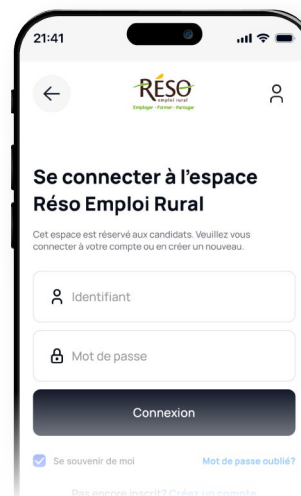 21:41
RÉSO
emploi rural
Employer - Former - Partager
Se connecter à l'espace
Réso Emploi Rural
Cet espace est réservé aux candidats. Veuillez vous
connecter à votre compte ou en créer un nouveau.
Identifiant
Mot de passe
Connexion
Se souvenir de moi Mot de passe oublié?
Pas encore inscrit? Créer un compte